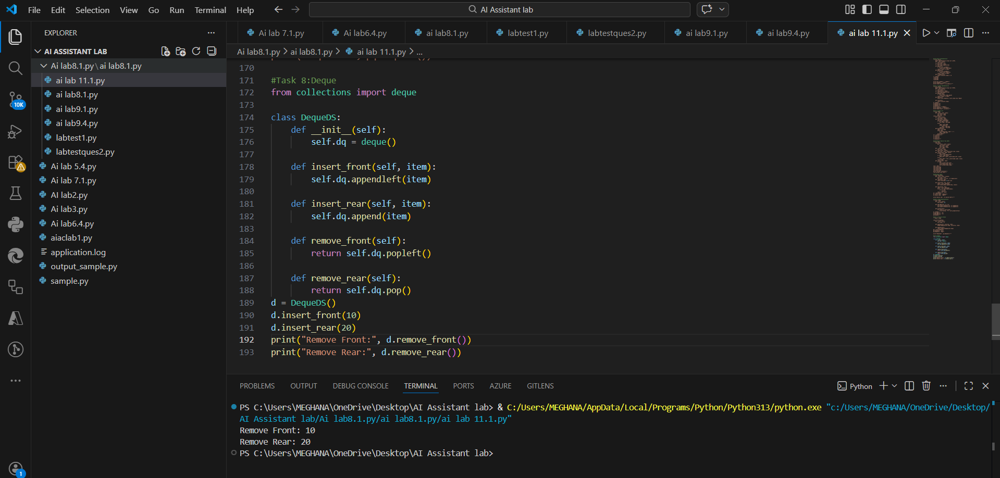 File Edit Selection View Go Run Terminal Help
AI Assistant lab
EXPLORER
AI ASSISTANT LAB
Ai lab8.1.py\ai lab8.1.py
ai lab 11.1.py
ai lab8.1.py
ai lab9.1.py
ai lab9.4.py
labtest1.py
labtestques2.py
Ai lab 5.4.py
Ai lab 7.1.py
AI lab2.py
Ai lab3.py
Ai lab6.4.py
aiaclab1.py
application.log
output_sample.py
sample.py
10K
1
Ai lab 7.1.py Ai lab6.4.py ai lab8.1.py labtest1.py labtestques2.py ai lab9.1.py ai lab9.4.py ai lab 11.1.py
Ai lab8.1.py > ai lab8.1.py > ai lab 11.1.py > ...
170
171 #Task 8:Deque
172 from collections import deque
173
174 class DequeDS:
175 def __init__(self):
176 self.dq = deque()
177
178 def insert_front(self, item):
179 self.dq.appendleft(item)
180
181 def insert_rear(self, item):
182 self.dq.append(item)
183
184 def remove_front(self):
185 return self.dq.popleft()
186
187 def remove_rear(self):
188 return self.dq.pop()
189 d = DequeDS()
190 d.insert_front(10)
191 d.insert_rear(20)
192 print("Remove Front:", d.remove_front())
193 print("Remove Rear:", d.remove_rear())
PROBLEMS OUTPUT DEBUG CONSOLE TERMINAL PORTS AZURE GITLENS
Python
PS C:\Users\MEGHANA\OneDrive\Desktop\AI Assistant lab> & C:/Users/MEGHANA/AppData/Local/Programs/Python/Python313/python.exe "c:/Users/MEGHANA/OneDrive/Desktop/
AI Assistant lab/Ai lab8.1.py/ai lab8.1.py/ai lab 11.1.py"
Remove Front: 10
Remove Rear: 20
PS C:\Users\MEGHANA\OneDrive\Desktop\AI Assistant lab>